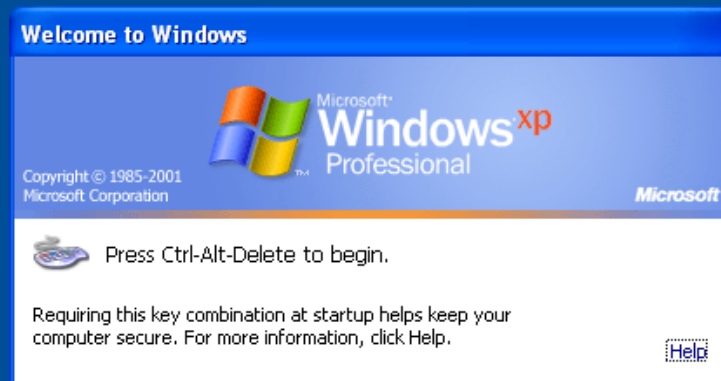 Welcome to Windows
Microsoft®
Windows xp
Professional
TM
Copyright © 1985-2001
Microsoft Corporation
Microsoft
Press Ctrl-Alt-Delete to begin.
Requiring this key combination at startup helps keep your
computer secure. For more information, click Help.
Help